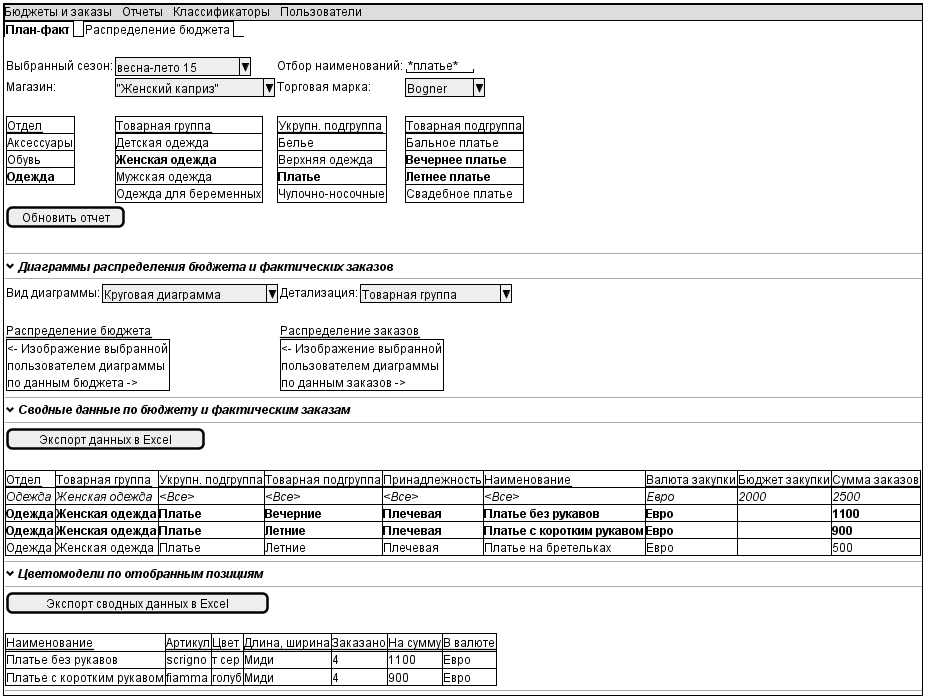 Бюджеты и заказы Отчеты Классификаторы Пользователи
План-факт Распределение бюджета
Выбранный сезон: весна-лето 15 Отбор наименований: *платье*
Магазин: "Женский каприз" Торговая марка: Bogner
Отдел Товарная группа Укрупн. подгруппа Товарная подгруппа
Аксессуары Детская одежда Белье Бальное платье
Обувь Женская одежда Верхняя одежда Вечернее платье
Одежда Мужская одежда Платье Летнее платье
Одежда для беременных Чулочно-носочные Свадебное платье
Обновить отчет
Диаграммы распределения бюджета и фактических заказов
Вид диаграммы: Круговая диаграмма Детализация: Товарная группа
Распределение бюджета Распределение заказов
<- Изображение выбранной <- Изображение выбранной
пользователем диаграммы пользователем диаграммы
по данным бюджета -> по данным заказов ->
Сводные данные по бюджету и фактическим заказам
Экспорт данных в Excel
Отдел Товарная группа Укрупн. подгруппа Товарная подгруппа Принадлежность Наименование Валюта закупки Бюджет закупки Сумма заказов
Одежда Женская одежда <Все> <Все> <Все> <Все> Евро 2000 2500
Одежда Женская одежда Платье Вечерние Плечевая Платье без рукавов Евро 1100
Одежда Женская одежда Платье Летние Плечевая Платье с коротким рукавом Евро 900
Одежда Женская одежда Платье Летние Плечевая Платье на бретельках Евро 500
Цветомодели по отобранным позициям
Экспорт сводных данных в Excel
Наименование Артикул Цвет Длина, ширина Заказано На сумму В валюте
Платье без рукавов scrigno т сер Миди 4 1100 Евро
Платье с коротким рукавом fiamma голуб Миди 4 900 Евро